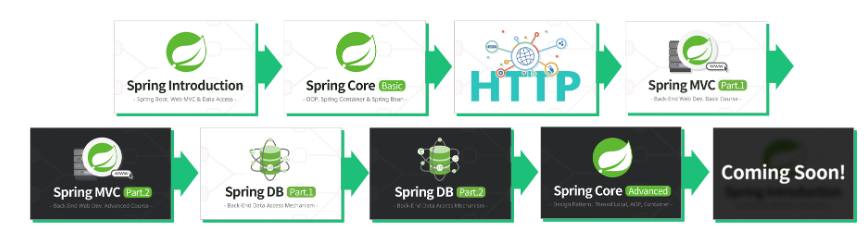 Spring Introduction
- Spring Boot, Web MVC & Data Access -
Spring Core Basic
- OOP, Spring Container & Spring Bean -
HTTP
WWW
Spring MVC Part.1
- Back-End Web Dev. Basic Course -
WWW
Spring MVC Part.2
- Back-End Web Dev. Advanced Course -
Spring DB Part.1
- Back-End Data Access Mechanism -
Spring DB Part.2
- Back-End Data Access Mechanism -
Spring Core Advanced
- Design Pattern, Thread Local, AOP, Container -
Coming Soon!